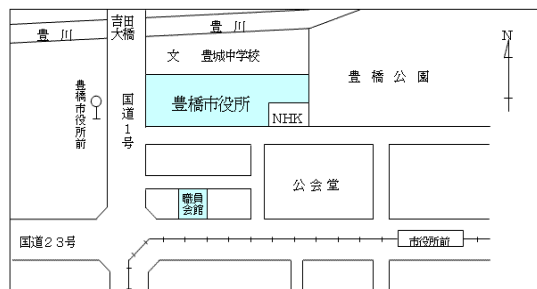 豊川
吉田
大橋
豊川
N
文 豊城中学校
豊橋公園
豊橋市役所前
国道1号
豊橋市役所
NHK
職員
会館
公会堂
国道23号
市役所前